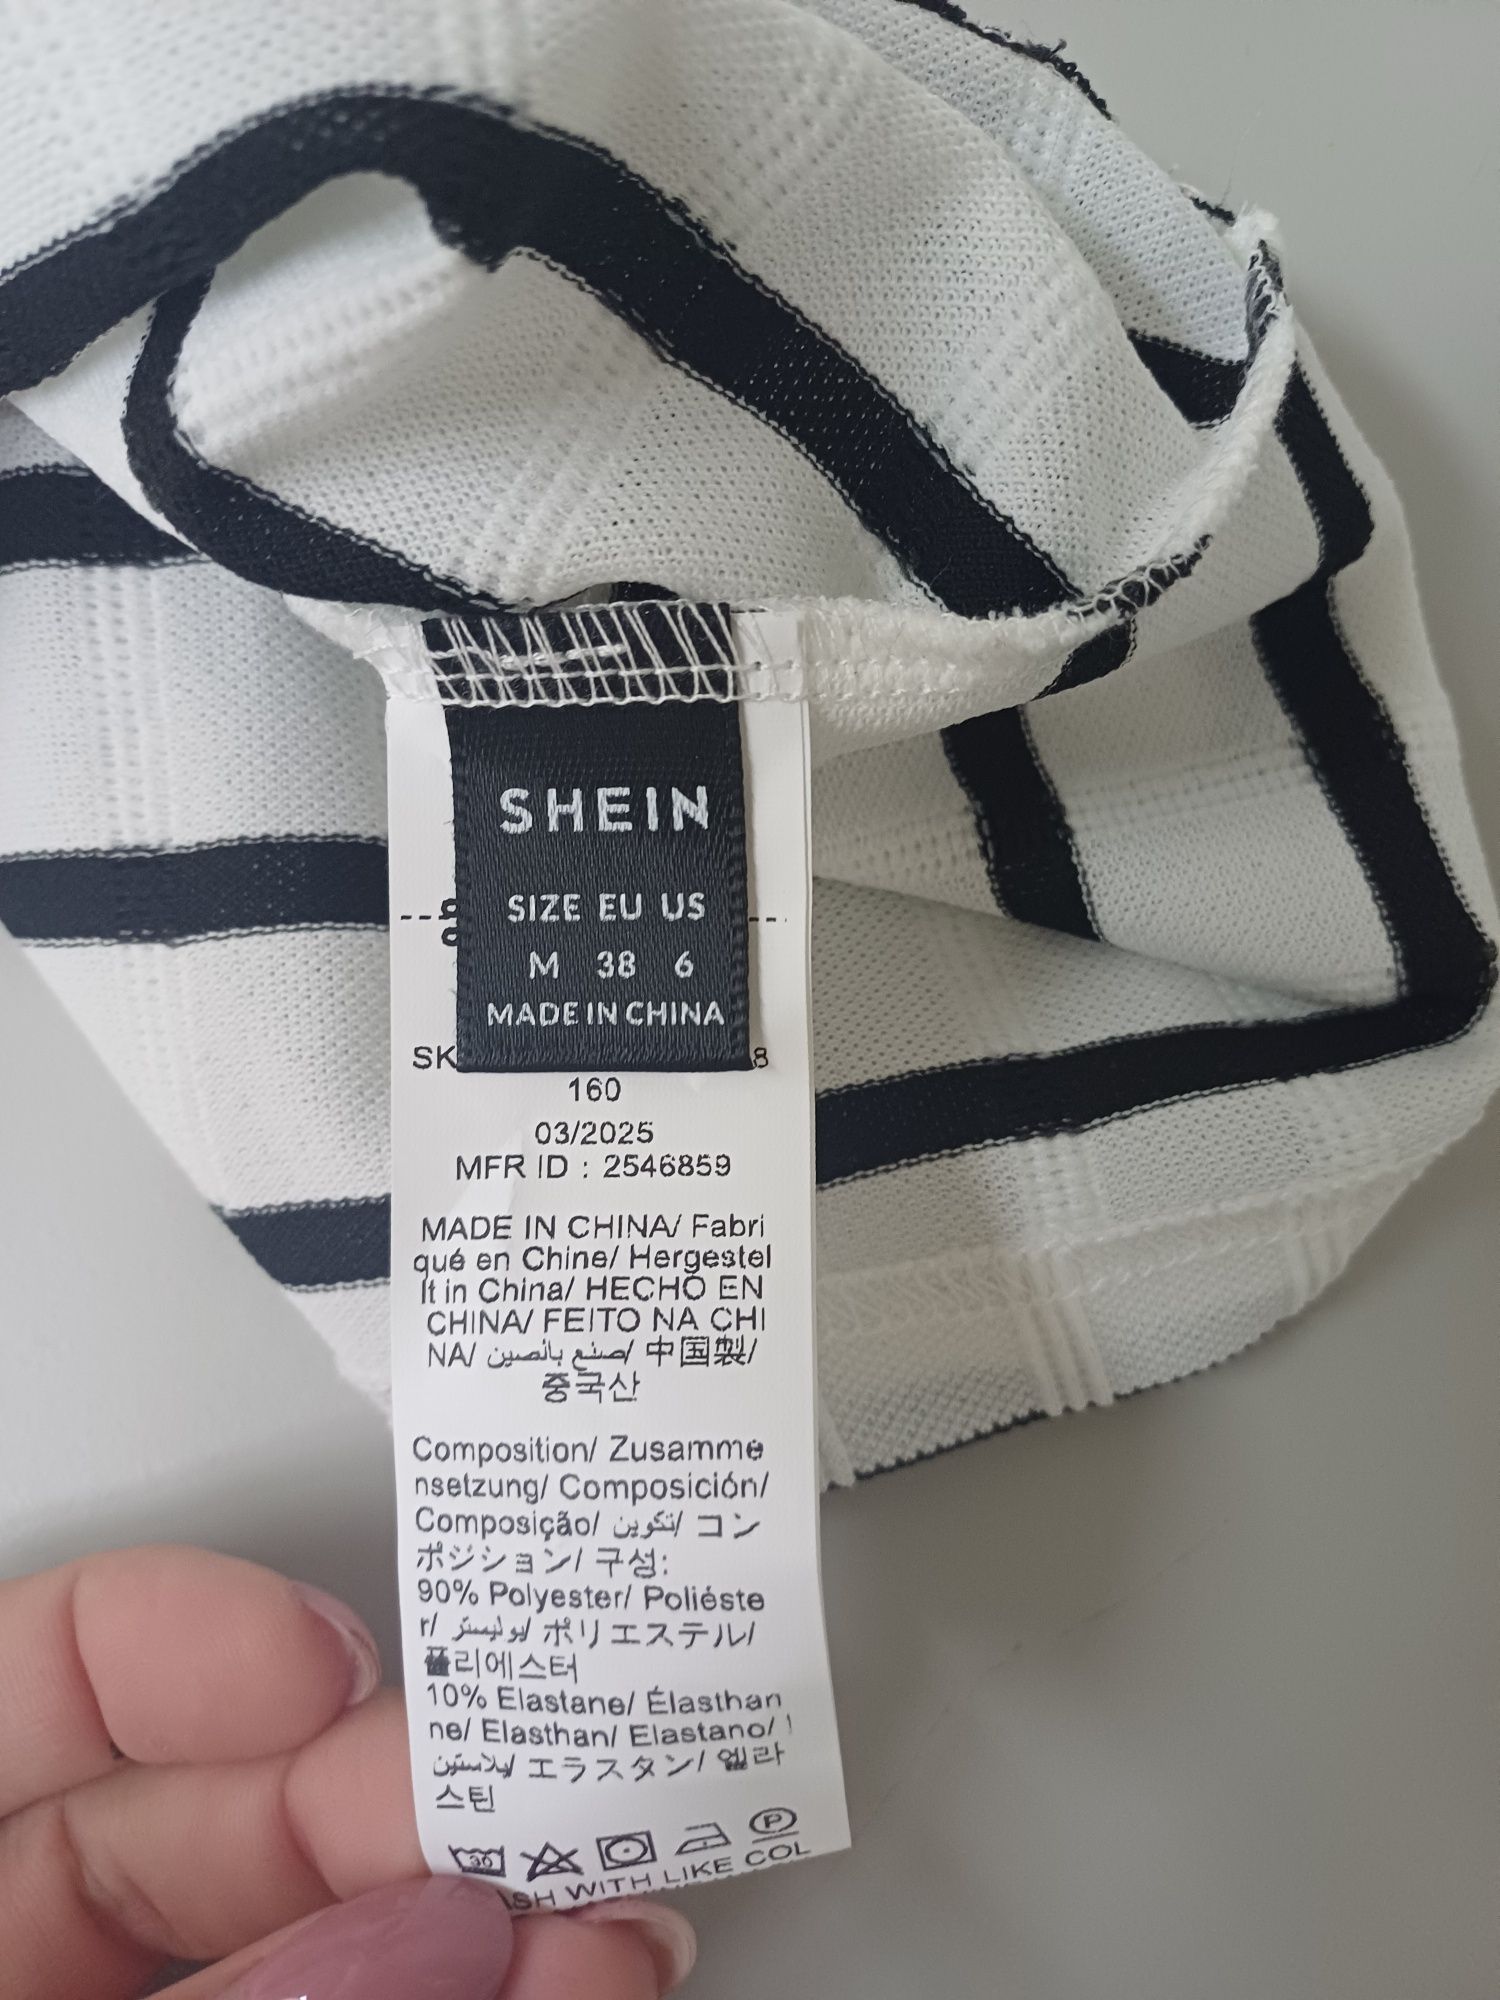 SHEIN
SIZE EU US
M 38 6
MADE IN CHINA
160
03/2025
MFR ID : 2546859
MADE IN CHINA/ Fabri
qué en Chine/ Hergestel
lt in China/ HECHO EN
CHINA/ FEITO NA CHI
NA/ صنع بالصين/ 中国製/
중국산
Composition/ Zusamme
nsetzung/ Composición/
Composição/ تكوين/ コン
ポジション/ 구성:
90% Polyester/ Poliéste
r/ بوليستر/ ポリエステル/
폴리에스터
10% Elastane/ Élasthan
ne/ Elasthan/ Elastano/
إيلاستين/ エラスタン/ 엘라
스틴
30
P
WITH LIKE COL